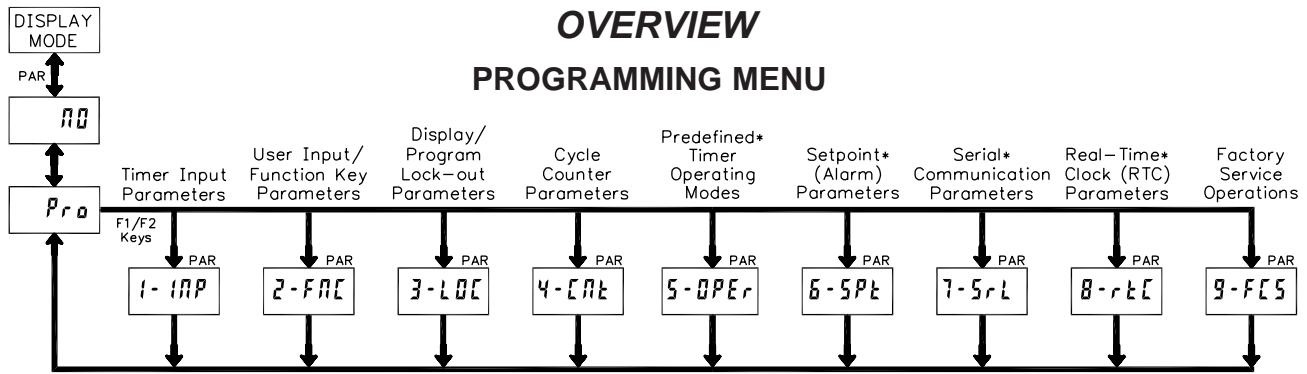 OVERVIEW
PROGRAMMING MENU
DISPLAY
MODE
PAR
NO
Pro
F1/F2
Keys
Timer Input
Parameters
User Input/
Function Key
Parameters
Display/
Program
Lock-out
Parameters
Cycle
Counter
Parameters
Predefined*
Timer
Operating
Modes
Setpoint*
(Alarm)
Parameters
Serial*
Communication
Parameters
Real-Time*
Clock (RTC)
Parameters
Factory
Service
Operations
PAR
PAR
PAR
PAR
PAR
PAR
PAR
PAR
PAR
1-INP
2-FNC
3-LOC
4-CNt
5-OPEr
6-SPt
7-SrL
8-rtC
9-FCS